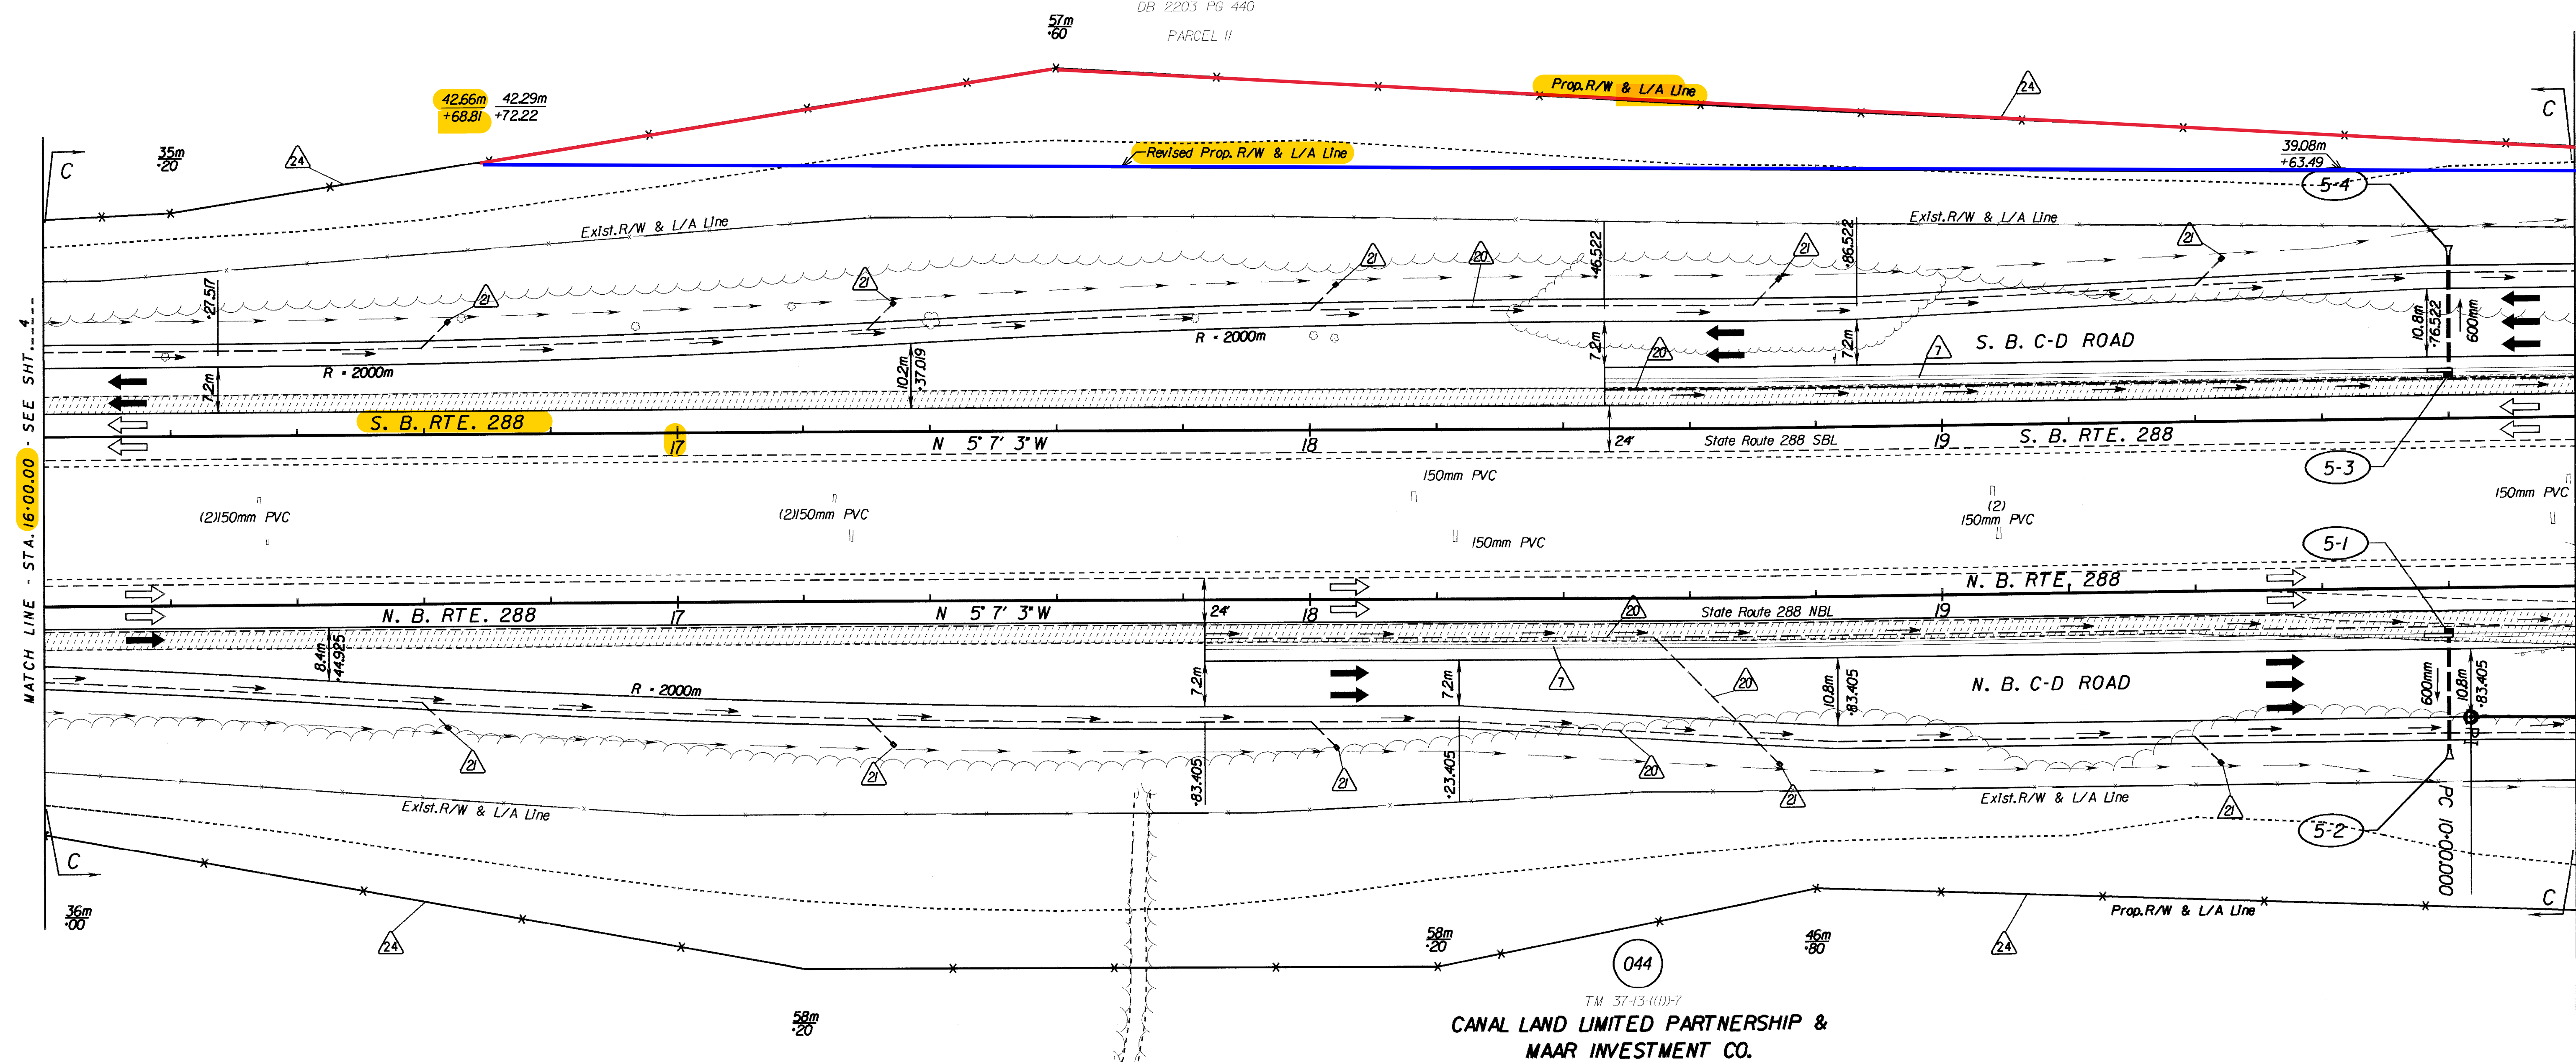 DB 2203 PG 440
PARCEL II
57m
+60
42.66m
+68.81
42.29m
+72.22
Prop. R/W & L/A Line
24
C
C
35m
+20
24
Revised Prop. R/W & L/A Line
39.08m
+63.49
5-4
Exist. R/W & L/A Line
Exist. R/W & L/A Line
+27.517
21
21
21
20
+46.522
21
+86.522
21
R = 2000m
R = 2000m
7.2m
10.2m
+37.019
7.2m
20
7.2m
7
S. B. C-D ROAD
10.8m
+76.522
600mm
MATCH LINE - STA. 16+00.00 - SEE SHT. 4
S. B. RTE. 288
17
N 5° 7' 3" W
18
24'
State Route 288 SBL
19
S. B. RTE. 288
5-3
150mm PVC
150mm PVC
(2)150mm PVC
(2)150mm PVC
(2)
150mm PVC
150mm PVC
5-1
N. B. RTE. 288
N. B. RTE. 288
17
N 5° 7' 3" W
24'
18
20
State Route 288 NBL
19
8.4m
+44.925
R = 2000m
7.2m
7.2m
7
20
10.8m
+83.405
N. B. C-D ROAD
600mm
10.8m
+83.405
21
21
+83.405
21
+23.405
20
21
21
PI
PC 10+00.000
Exist. R/W & L/A Line
Exist. R/W & L/A Line
5-2
C
C
36m
+00
24
58m
+20
58m
+20
46m
+80
24
Prop. R/W & L/A Line
044
TM 37-13-((1))-7
CANAL LAND LIMITED PARTNERSHIP &
MAAR INVESTMENT CO.